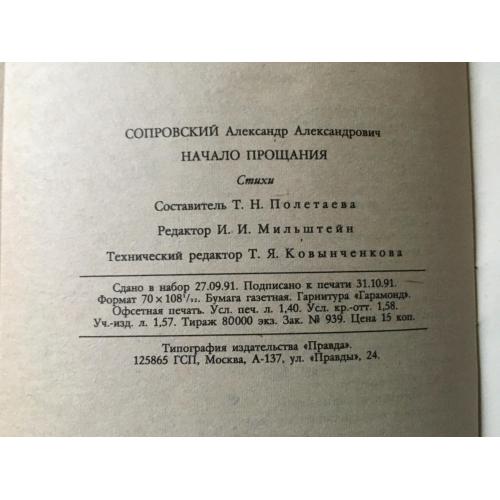 СОПРОВСКИЙ Александр Александрович
НАЧАЛО ПРОЩАНИЯ
Стихи
Составитель Т. Н. Полетаева
Редактор И. И. Мильштейн
Технический редактор Т. Я. Ковынченкова
Сдано в набор 27.09.91. Подписано к печати 31.10.91.
Формат 70 × 108 1/32. Бумага газетная. Гарнитура «Гарамонд».
Офсетная печать. Усл. печ. л. 1,40. Усл. кр.-отт. 1,58.
Уч.-изд. л. 1,57. Тираж 80000 экз. Зак. № 939. Цена 15 коп.
Типография издательства «Правда».
125865 ГСП, Москва, А-137, ул. «Правды», 24.